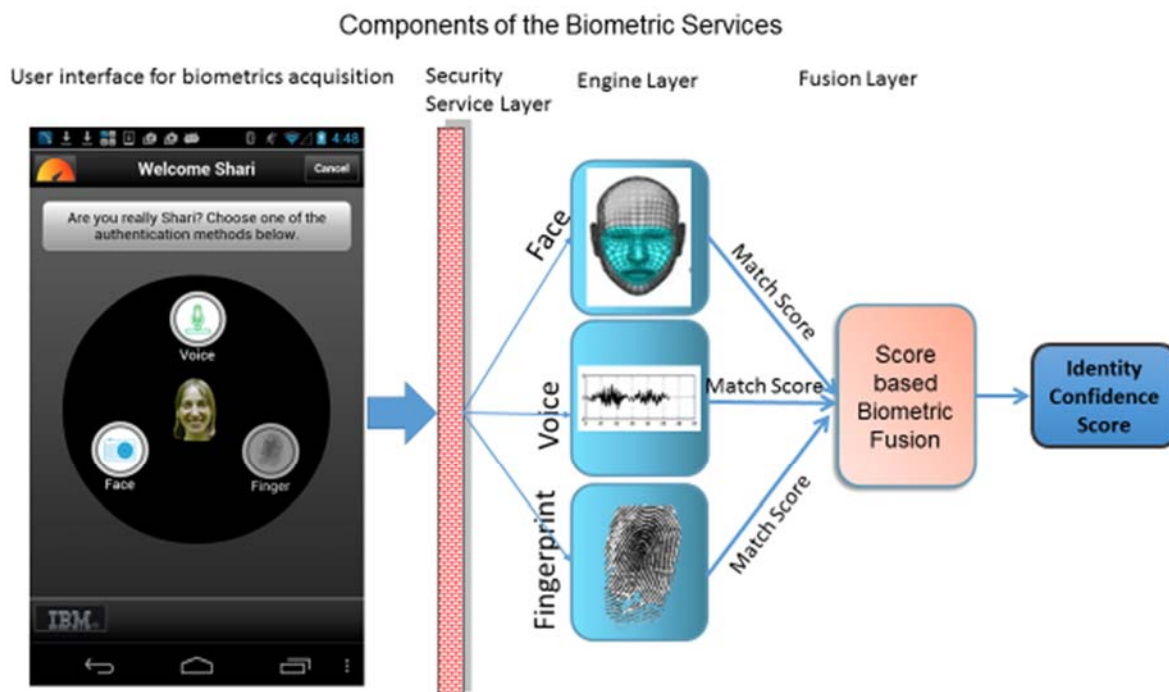 Components of the Biometric Services
User interface for biometrics acquisition
Security
Service Layer
Engine Layer
Fusion Layer
4:48
Welcome Shari
Cancel
Are you really Shari? Choose one of the
authentication methods below.
Voice
Face
Finger
IBM
Face
Voice
Fingerprint
Match Score
Match Score
Match Score
Score
based
Biometric
Fusion
Identity
Confidence
Score